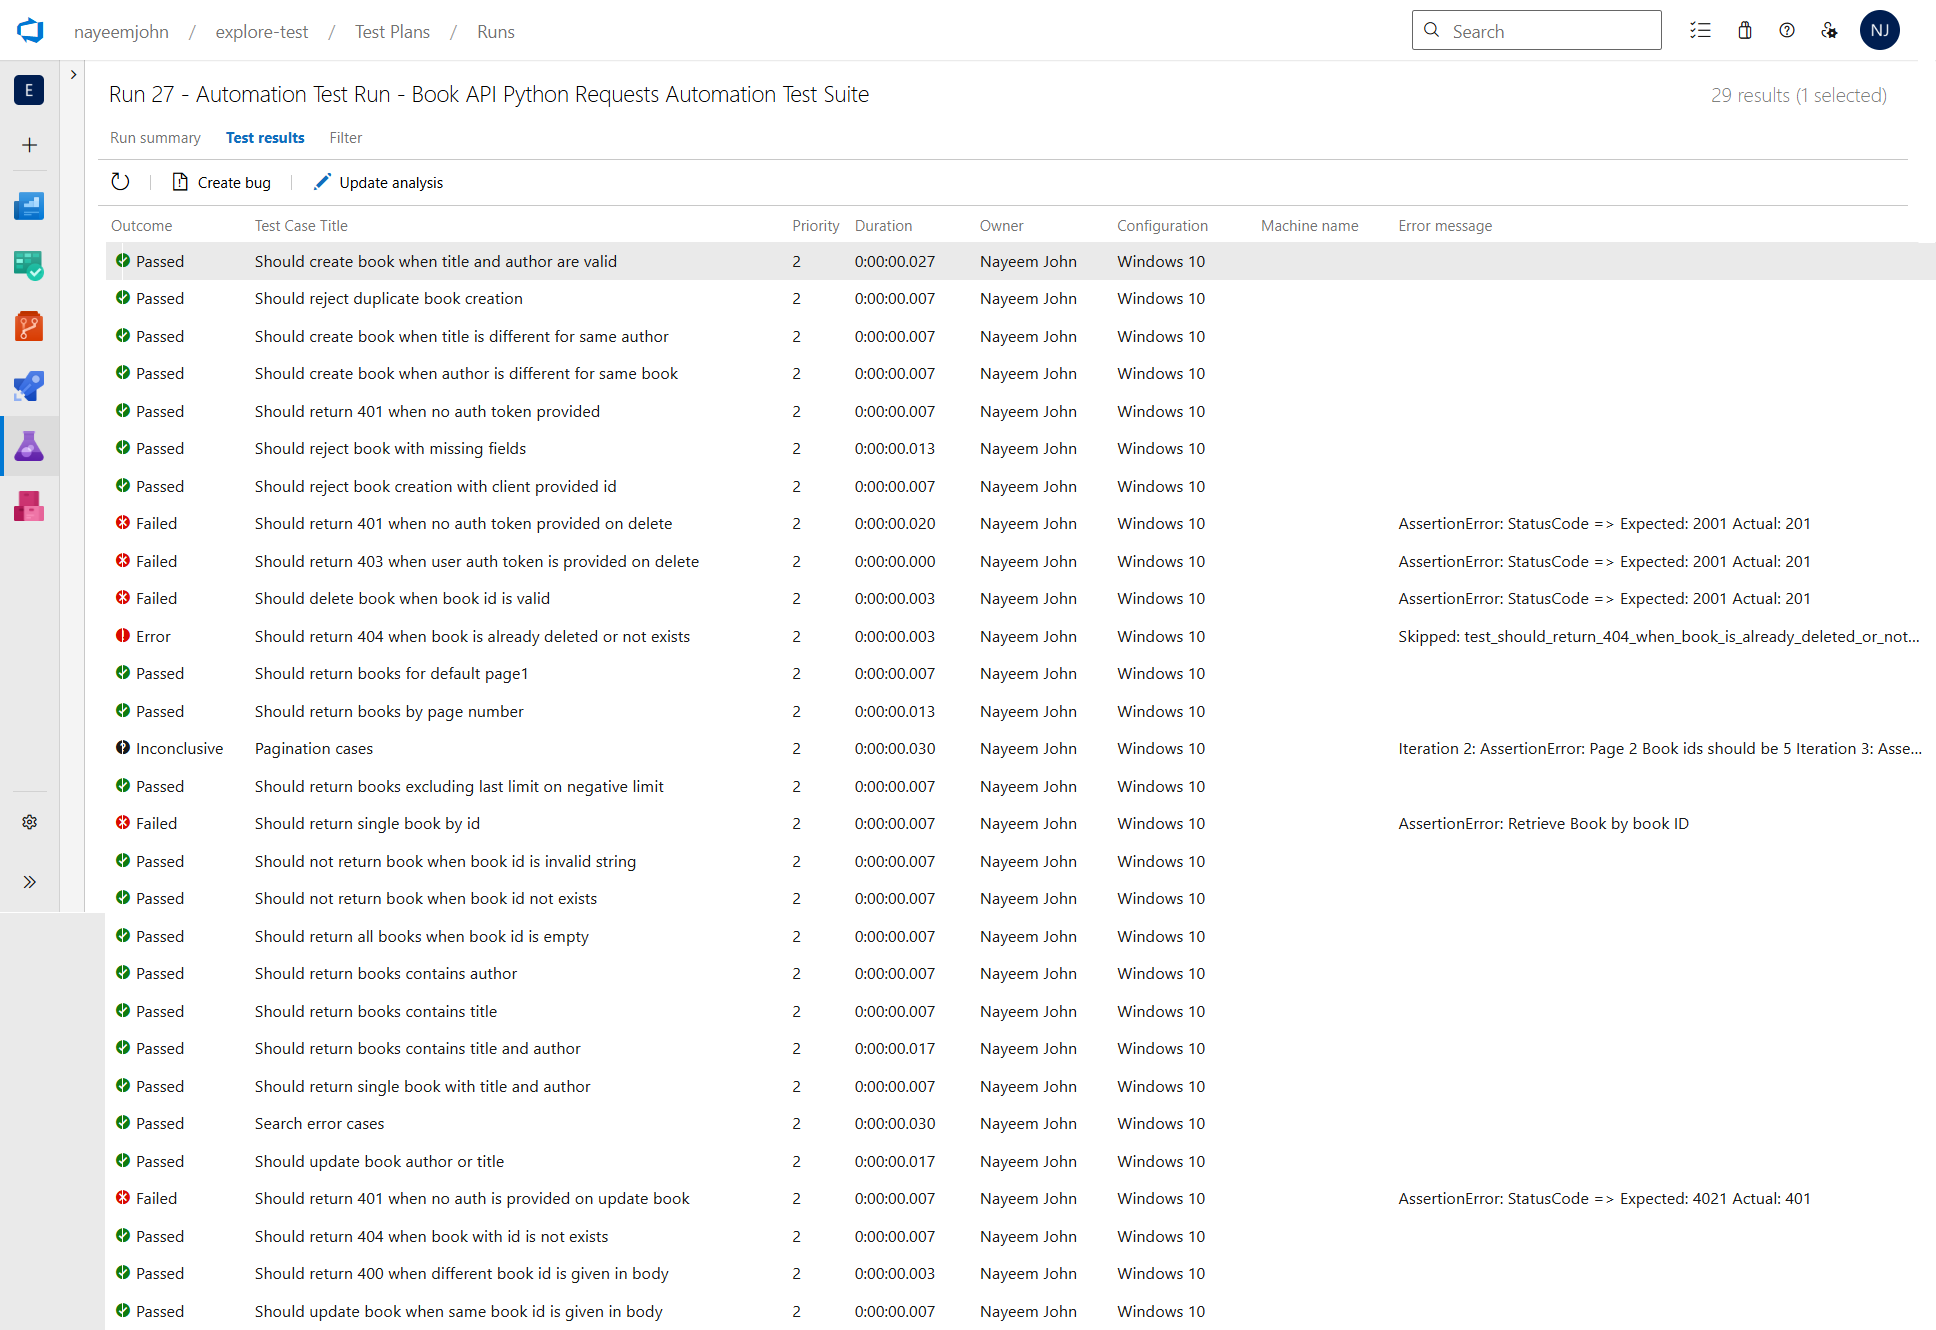 nayeemjohn / explore-test / Test Plans / Runs Search NJ
E
Run 27 - Automation Test Run - Book API Python Requests Automation Test Suite 29 results (1 selected)
Run summary Test results Filter
Create bug Update analysis
Outcome Test Case Title Priority Duration Owner Configuration Machine name Error message
Passed Should create book when title and author are valid 2 0:00:00.027 Nayeem John Windows 10
Passed Should reject duplicate book creation 2 0:00:00.007 Nayeem John Windows 10
Passed Should create book when title is different for same author 2 0:00:00.007 Nayeem John Windows 10
Passed Should create book when author is different for same book 2 0:00:00.007 Nayeem John Windows 10
Passed Should return 401 when no auth token provided 2 0:00:00.007 Nayeem John Windows 10
Passed Should reject book with missing fields 2 0:00:00.013 Nayeem John Windows 10
Passed Should reject book creation with client provided id 2 0:00:00.007 Nayeem John Windows 10
Failed Should return 401 when no auth token provided on delete 2 0:00:00.020 Nayeem John Windows 10 AssertionError: StatusCode => Expected: 2001 Actual: 201
Failed Should return 403 when user auth token is provided on delete 2 0:00:00.000 Nayeem John Windows 10 AssertionError: StatusCode => Expected: 2001 Actual: 201
Failed Should delete book when book id is valid 2 0:00:00.003 Nayeem John Windows 10 AssertionError: StatusCode => Expected: 2001 Actual: 201
Error Should return 404 when book is already deleted or not exists 2 0:00:00.003 Nayeem John Windows 10 Skipped: test_should_return_404_when_book_is_already_deleted_or_not...
Passed Should return books for default page1 2 0:00:00.007 Nayeem John Windows 10
Passed Should return books by page number 2 0:00:00.013 Nayeem John Windows 10
Inconclusive Pagination cases 2 0:00:00.030 Nayeem John Windows 10 Iteration 2: AssertionError: Page 2 Book ids should be 5 Iteration 3: Asse...
Passed Should return books excluding last limit on negative limit 2 0:00:00.007 Nayeem John Windows 10
Failed Should return single book by id 2 0:00:00.007 Nayeem John Windows 10 AssertionError: Retrieve Book by book ID
Passed Should not return book when book id is invalid string 2 0:00:00.007 Nayeem John Windows 10
Passed Should not return book when book id not exists 2 0:00:00.007 Nayeem John Windows 10
Passed Should return all books when book id is empty 2 0:00:00.007 Nayeem John Windows 10
Passed Should return books contains author 2 0:00:00.007 Nayeem John Windows 10
Passed Should return books contains title 2 0:00:00.007 Nayeem John Windows 10
Passed Should return books contains title and author 2 0:00:00.017 Nayeem John Windows 10
Passed Should return single book with title and author 2 0:00:00.007 Nayeem John Windows 10
Passed Search error cases 2 0:00:00.030 Nayeem John Windows 10
Passed Should update book author or title 2 0:00:00.017 Nayeem John Windows 10
Failed Should return 401 when no auth is provided on update book 2 0:00:00.007 Nayeem John Windows 10 AssertionError: StatusCode => Expected: 4021 Actual: 401
Passed Should return 404 when book with id is not exists 2 0:00:00.007 Nayeem John Windows 10
Passed Should return 400 when different book id is given in body 2 0:00:00.003 Nayeem John Windows 10
Passed Should update book when same book id is given in body 2 0:00:00.007 Nayeem John Windows 10